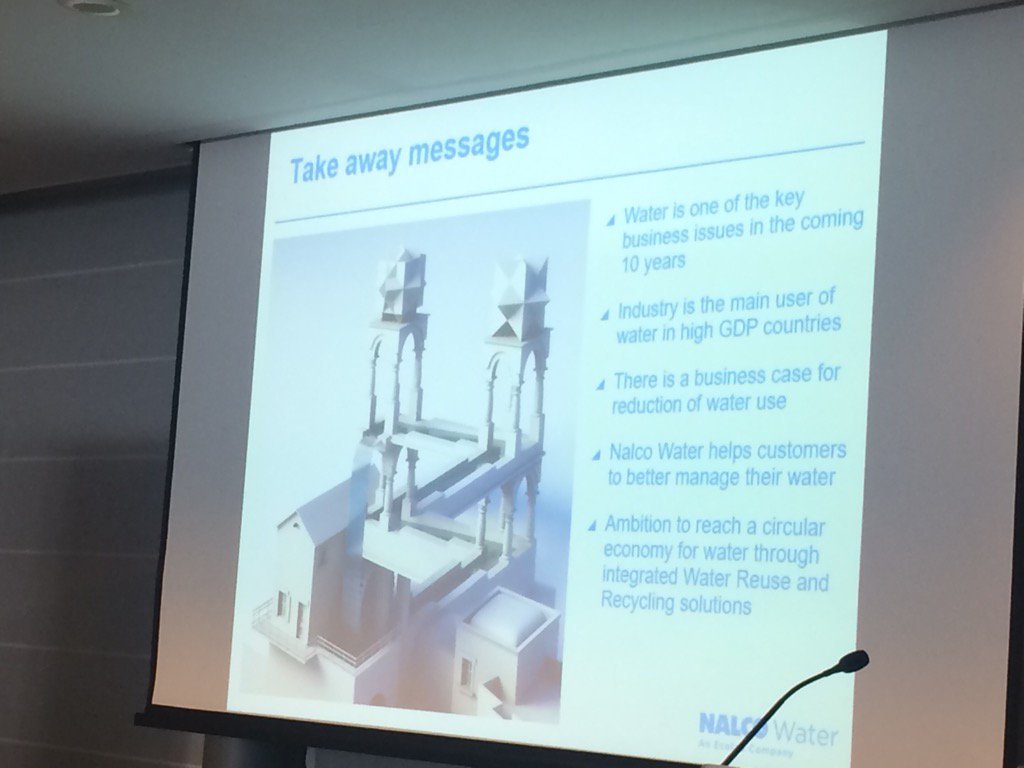 Take away messages
Water is one of the key
business issues in the coming
10 years
Industry is the main user of
water in high GDP countries
There is a business case for
reduction of water use
Nalco Water helps customers
to better manage their water
Ambition to reach a circular
economy for water through
integrated Water Reuse and
Recycling solutions
NALCO Water
An Ecolab Company